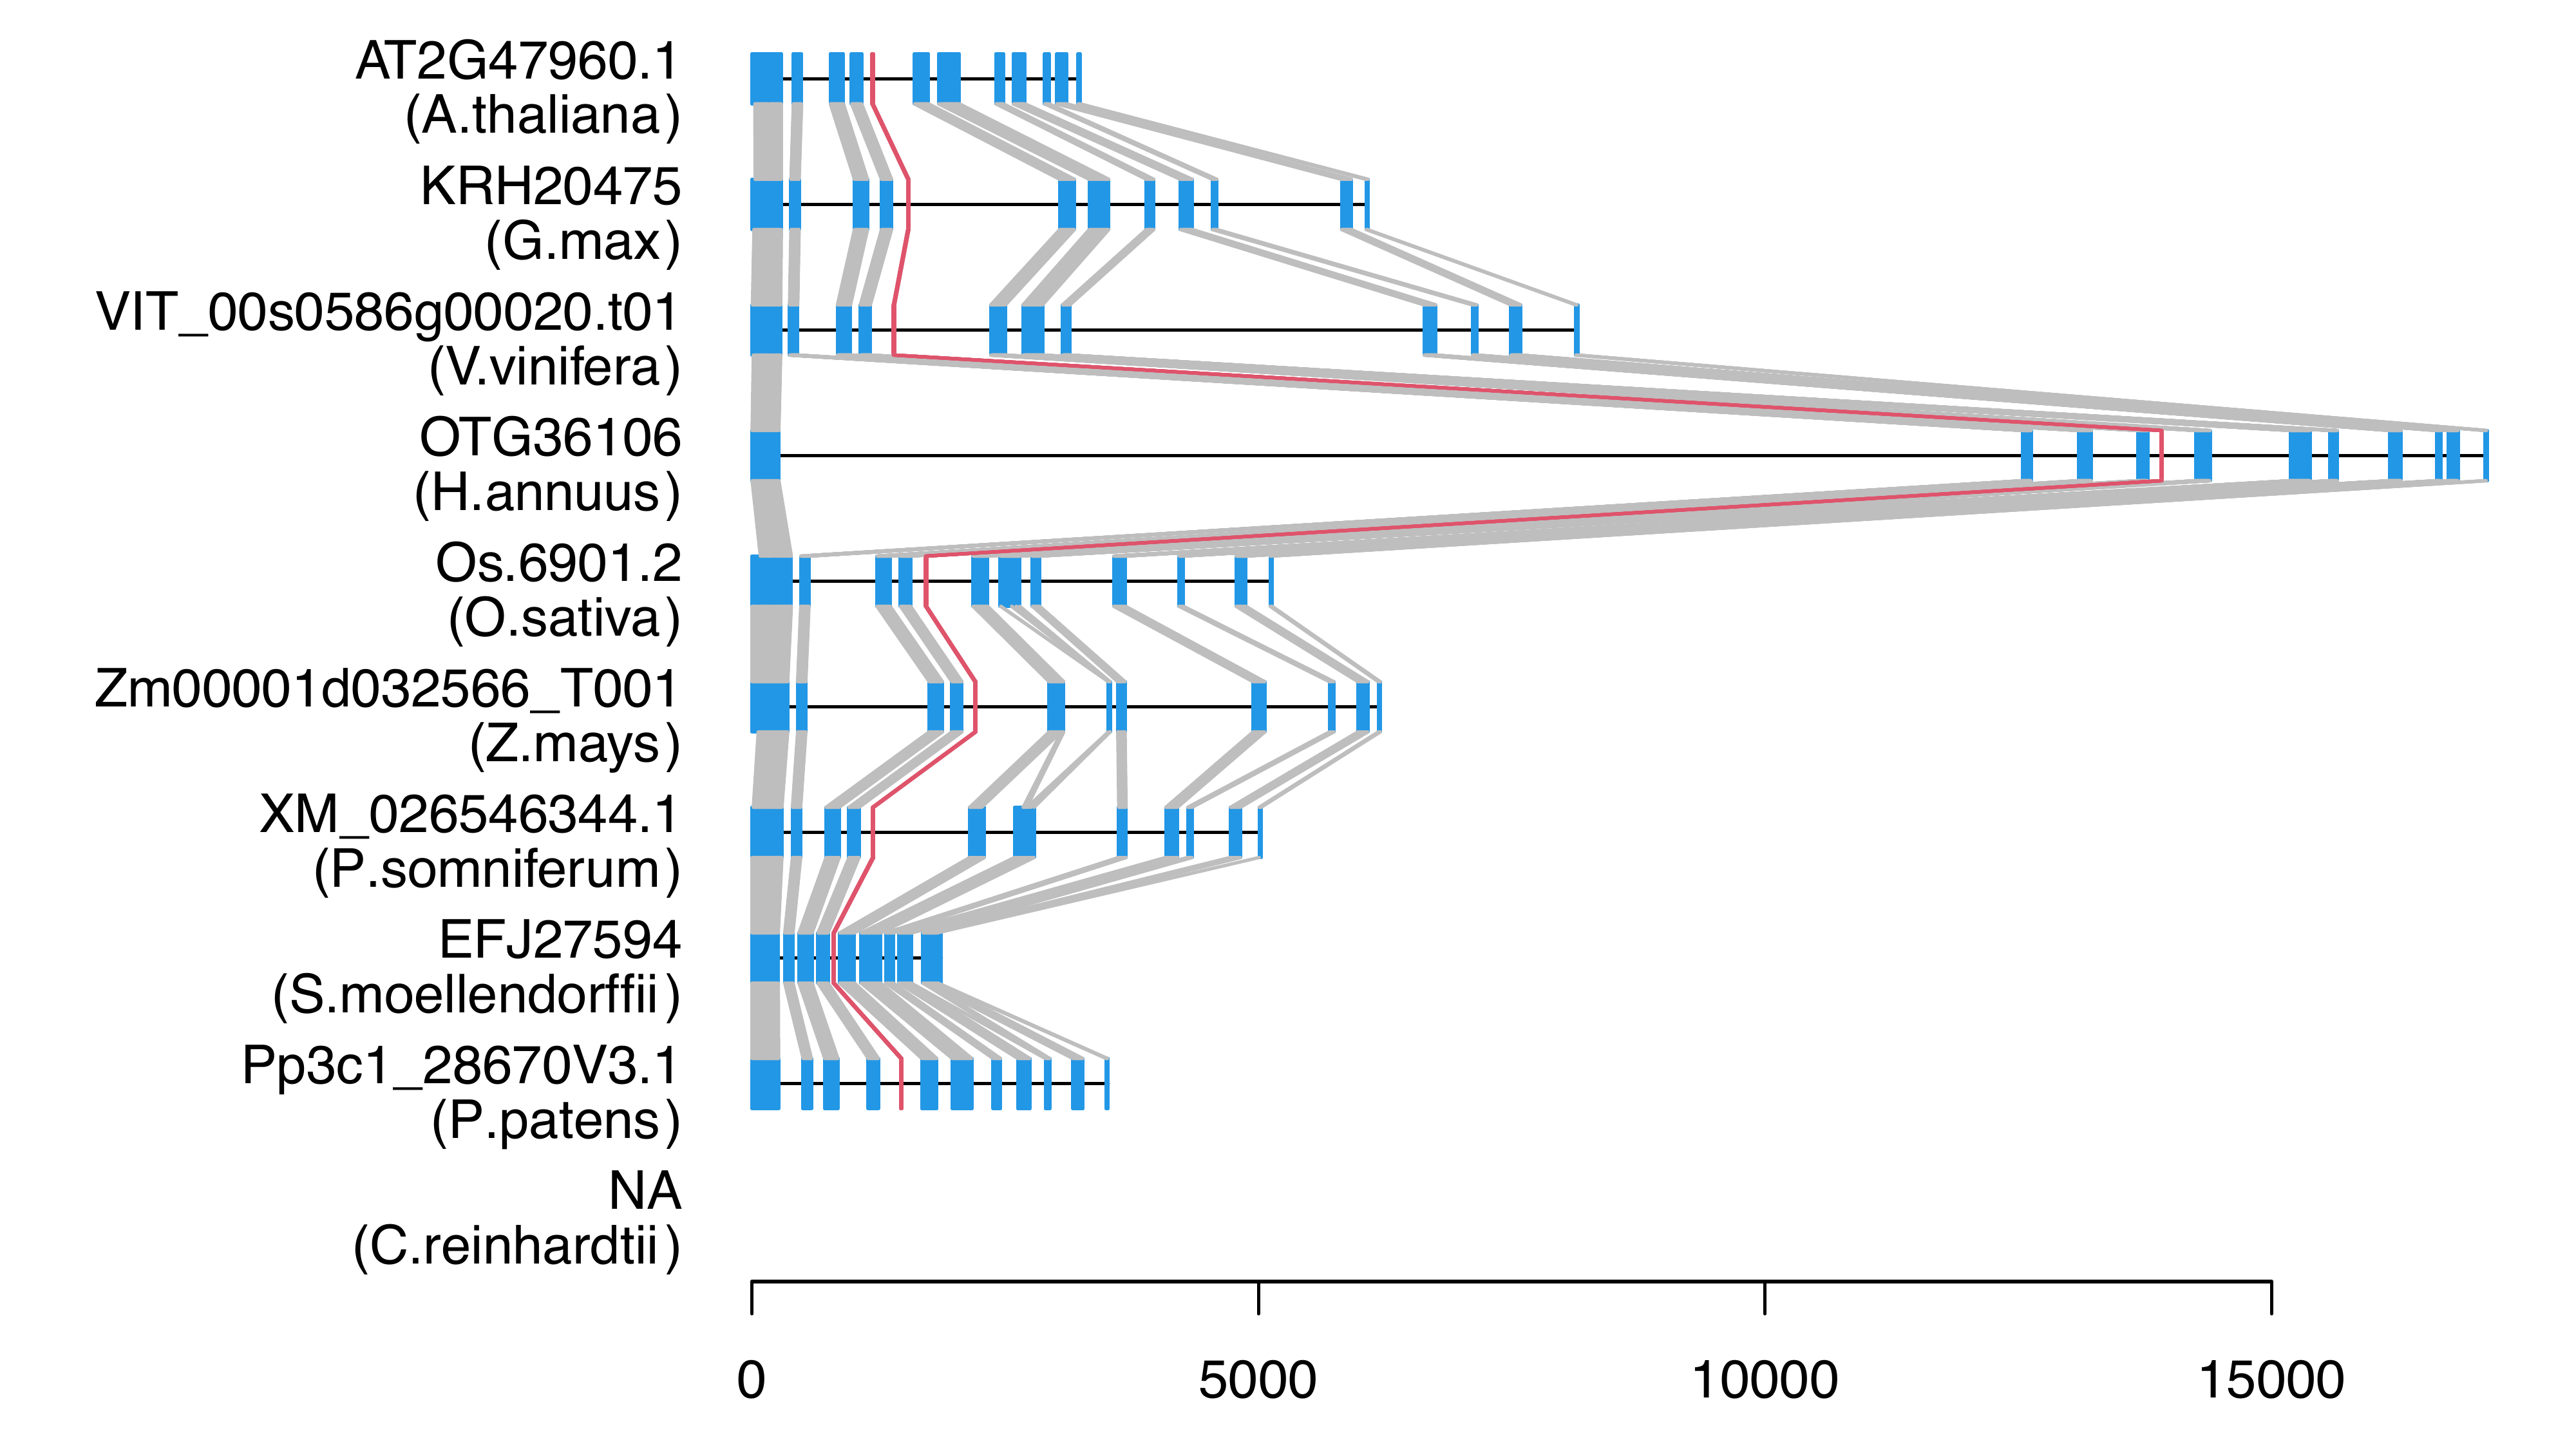 AT2G47960.1
(A.thaliana)
KRH20475
(G.max)
VIT_00s0586g00020.t01
(V.vinifera)
OTG36106
(H.annuus)
Os.6901.2
(O.sativa)
Zm00001d032566_T001
(Z.mays)
XM_026546344.1
(P.somniferum)
EFJ27594
(S.moellendorffii)
Pp3c1_28670V3.1
(P.patens)
NA
(C.reinhardtii)
0 5000 10000 15000